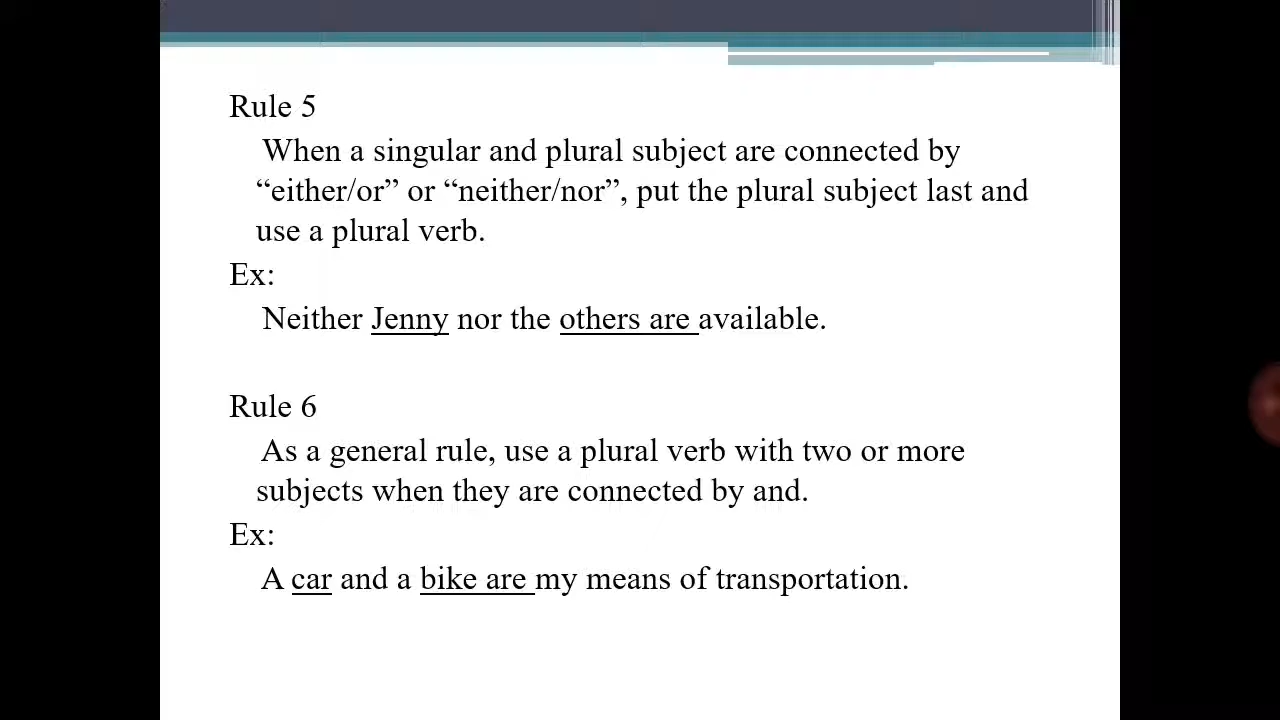 Rule 5
When a singular and plural subject are connected by
“either/or” or “neither/nor”, put the plural subject last and
use a plural verb.
Ex:
Neither Jenny nor the others are available.
Rule 6
As a general rule, use a plural verb with two or more
subjects when they are connected by and.
Ex:
A car and a bike are my means of transportation.